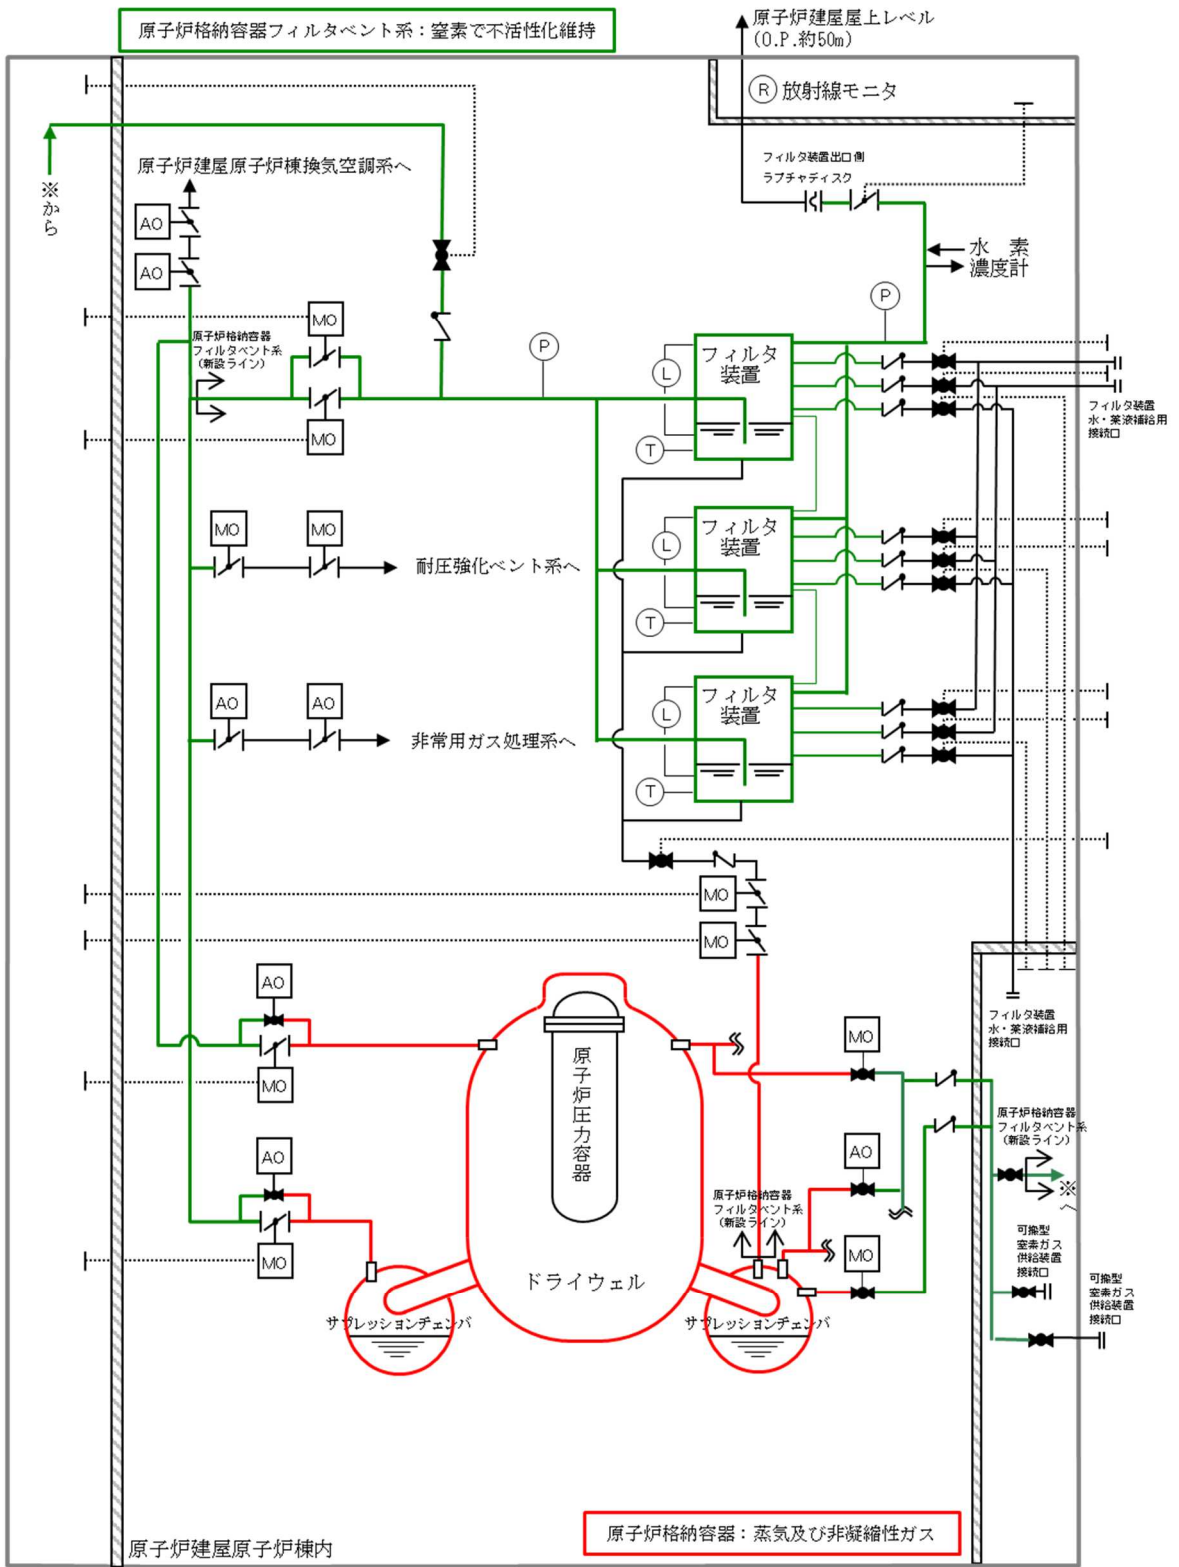 原子炉格納容器フィルタベント系：窒素で不活性化維持
原子炉建屋屋上レベル
(O.P.約50m)
R 放射線モニタ
フィルタ装置出口側
ラプチャディスク
原子炉建屋原子炉棟換気空調系へ
※から
AO
AO
水素
濃度計
P
P
MO
原子炉格納容器
フィルタベント系
(新設ライン)
MO
フィルタ
装置
L
T
フィルタ装置
水・薬液補給用
接続口
MO
MO
耐圧強化ベント系へ
フィルタ
装置
L
T
AO
AO
非常用ガス処理系へ
フィルタ
装置
L
T
MO
MO
AO
MO
原子炉圧力容器
MO
フィルタ装置
水・薬液補給用
接続口
原子炉格納容器
フィルタベント系
(新設ライン)
AO
AO
※へ
原子炉格納容器
フィルタベント系
(新設ライン)
MO
MO
ドライウェル
可搬型
窒素ガス
供給装置
接続口
可搬型
窒素ガス
供給装置
接続口
サプレッションチェンバ
サプレッションチェンバ
原子炉格納容器：蒸気及び非凝縮性ガス
原子炉建屋原子炉棟内